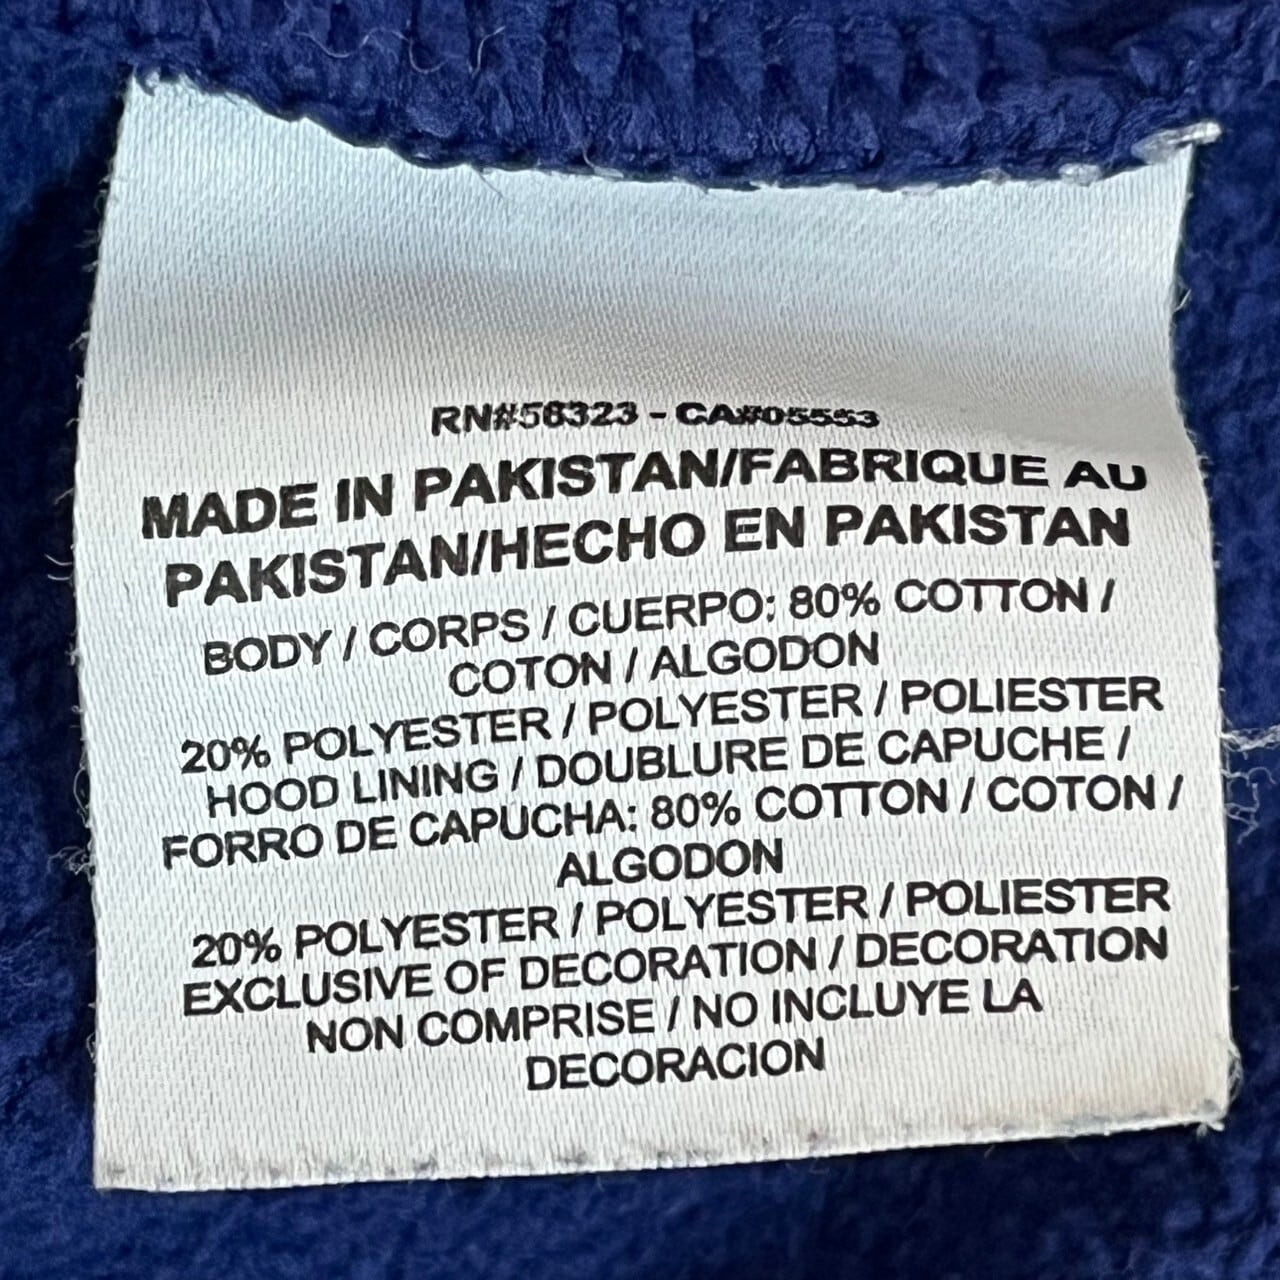 RN#58323 - CA#05553
MADE IN PAKISTAN/FABRIQUE AU
PAKISTAN/HECHO EN PAKISTAN
BODY / CORPS / CUERPO: 80% COTTON /
COTON / ALGODON
20% POLYESTER / POLYESTER / POLIESTER
HOOD LINING / DOUBLURE DE CAPUCHE /
FORRO DE CAPUCHA: 80% COTTON / COTON /
ALGODON
20% POLYESTER / POLYESTER / POLIESTER
EXCLUSIVE OF DECORATION / DECORATION
NON COMPRISE / NO INCLUYE LA
DECORACION